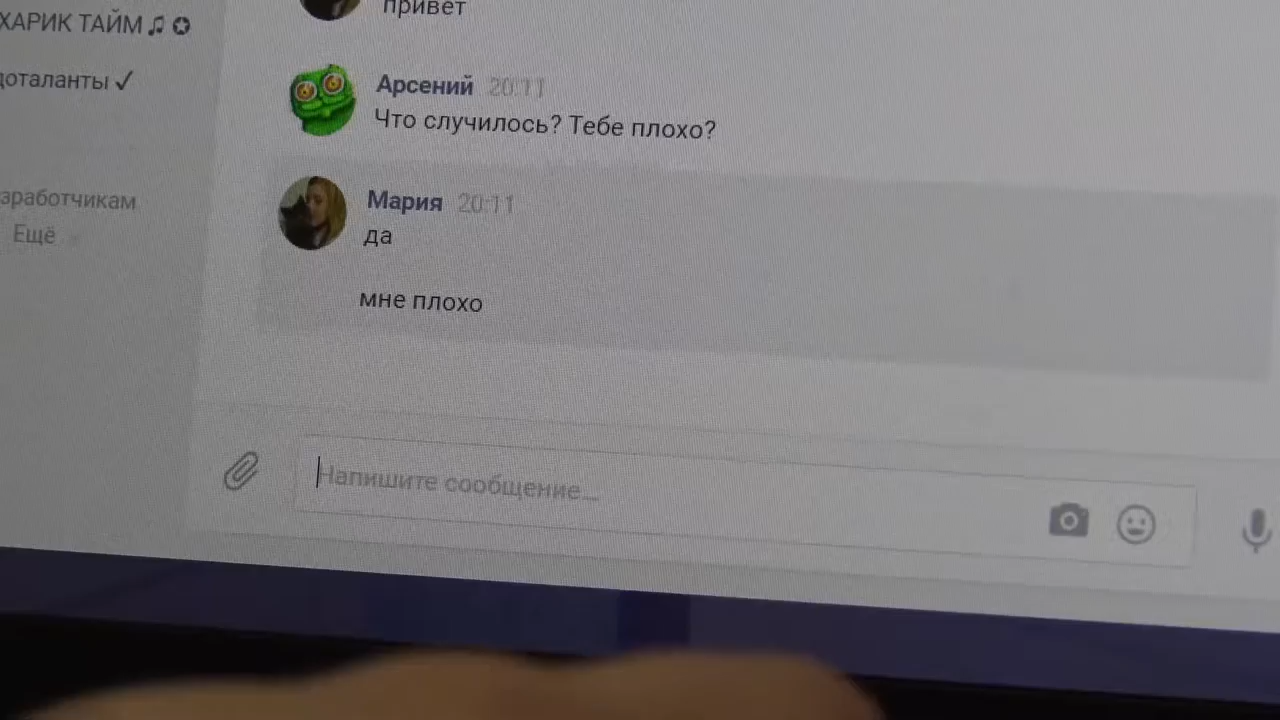 привет
ХАРИК ТАЙМ ♫ ✪
доталанты ✓
Арсений 20:11
Что случилось? Тебе плохо?
зработчикам
Ещё
Мария 20:11
да
мне плохо
Напишите сообщение...